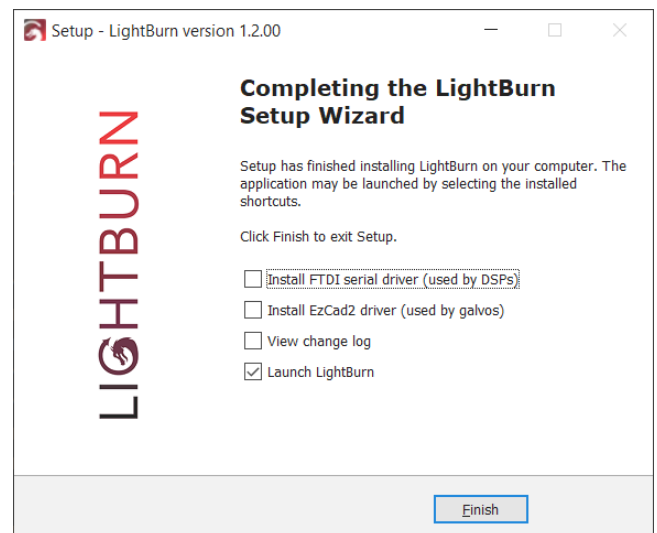 Setup - LightBurn version 1.2.00
LIGHTBURN
Completing the LightBurn
Setup Wizard
Setup has finished installing LightBurn on your computer. The
application may be launched by selecting the installed
shortcuts.
Click Finish to exit Setup.
Install FTDI serial driver (used by DSPs)
Install EzCad2 driver (used by galvos)
View change log
Launch LightBurn
Finish